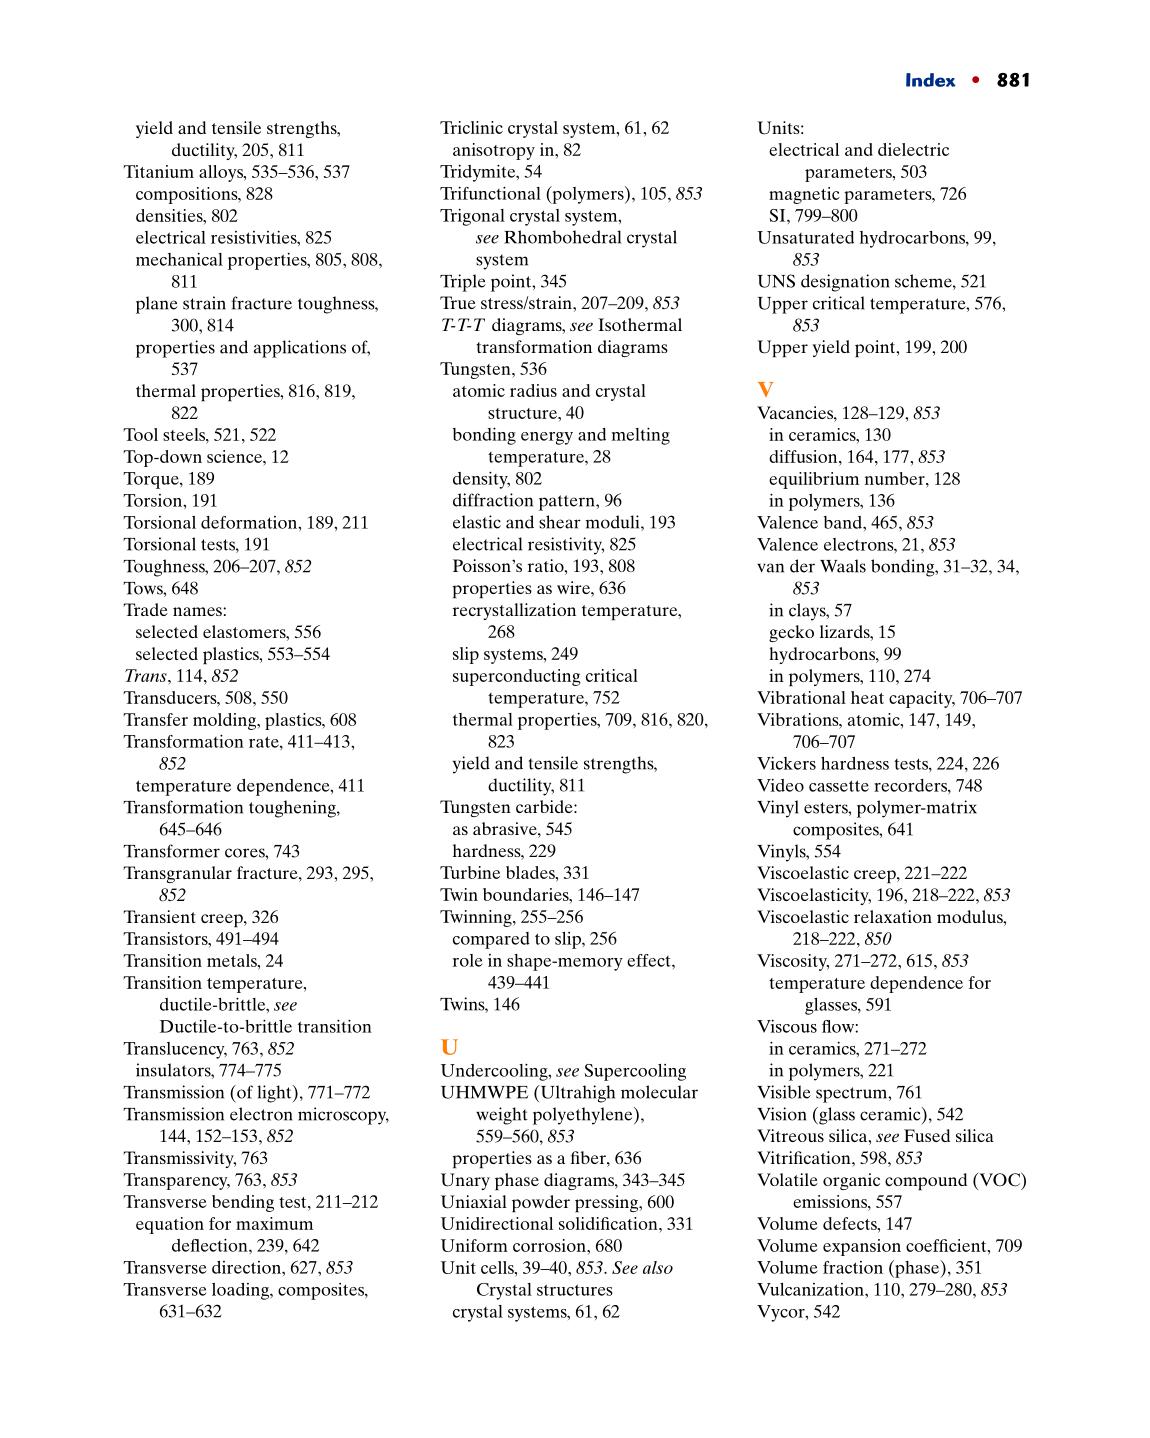 Index • 881
yield and tensile strengths,
ductility, 205, 811
Titanium alloys, 535–536, 537
compositions, 828
densities, 802
electrical resistivities, 825
mechanical properties, 805, 808,
811
plane strain fracture toughness,
300, 814
properties and applications of,
537
thermal properties, 816, 819,
822
Tool steels, 521, 522
Top-down science, 12
Torque, 189
Torsion, 191
Torsional deformation, 189, 211
Torsional tests, 191
Toughness, 206–207, 852
Tows, 648
Trade names:
selected elastomers, 556
selected plastics, 553–554
Trans, 114, 852
Transducers, 508, 550
Transfer molding, plastics, 608
Transformation rate, 411–413,
852
temperature dependence, 411
Transformation toughening,
645–646
Transformer cores, 743
Transgranular fracture, 293, 295,
852
Transient creep, 326
Transistors, 491–494
Transition metals, 24
Transition temperature,
ductile-brittle, see
Ductile-to-brittle transition
Translucency, 763, 852
insulators, 774–775
Transmission (of light), 771–772
Transmission electron microscopy,
144, 152–153, 852
Transmissivity, 763
Transparency, 763, 853
Transverse bending test, 211–212
equation for maximum
deflection, 239, 642
Transverse direction, 627, 853
Transverse loading, composites,
631–632
Triclinic crystal system, 61, 62
anisotropy in, 82
Tridymite, 54
Trifunctional (polymers), 105, 853
Trigonal crystal system,
see Rhombohedral crystal
system
Triple point, 345
True stress/strain, 207–209, 853
T-T-T diagrams, see Isothermal
transformation diagrams
Tungsten, 536
atomic radius and crystal
structure, 40
bonding energy and melting
temperature, 28
density, 802
diffraction pattern, 96
elastic and shear moduli, 193
electrical resistivity, 825
Poisson's ratio, 193, 808
properties as wire, 636
recrystallization temperature,
268
slip systems, 249
superconducting critical
temperature, 752
thermal properties, 709, 816, 820,
823
yield and tensile strengths,
ductility, 811
Tungsten carbide:
as abrasive, 545
hardness, 229
Turbine blades, 331
Twin boundaries, 146–147
Twinning, 255–256
compared to slip, 256
role in shape-memory effect,
439–441
Twins, 146
U
Undercooling, see Supercooling
UHMWPE (Ultrahigh molecular
weight polyethylene),
559–560, 853
properties as a fiber, 636
Unary phase diagrams, 343–345
Uniaxial powder pressing, 600
Unidirectional solidification, 331
Uniform corrosion, 680
Unit cells, 39–40, 853. See also
Crystal structures
crystal systems, 61, 62
Units:
electrical and dielectric
parameters, 503
magnetic parameters, 726
SI, 799–800
Unsaturated hydrocarbons, 99,
853
UNS designation scheme, 521
Upper critical temperature, 576,
853
Upper yield point, 199, 200
V
Vacancies, 128–129, 853
in ceramics, 130
diffusion, 164, 177, 853
equilibrium number, 128
in polymers, 136
Valence band, 465, 853
Valence electrons, 21, 853
van der Waals bonding, 31–32, 34,
853
in clays, 57
gecko lizards, 15
hydrocarbons, 99
in polymers, 110, 274
Vibrational heat capacity, 706–707
Vibrations, atomic, 147, 149,
706–707
Vickers hardness tests, 224, 226
Video cassette recorders, 748
Vinyl esters, polymer-matrix
composites, 641
Vinyls, 554
Viscoelastic creep, 221–222
Viscoelasticity, 196, 218–222, 853
Viscoelastic relaxation modulus,
218–222, 850
Viscosity, 271–272, 615, 853
temperature dependence for
glasses, 591
Viscous flow:
in ceramics, 271–272
in polymers, 221
Visible spectrum, 761
Vision (glass ceramic), 542
Vitreous silica, see Fused silica
Vitrification, 598, 853
Volatile organic compound (VOC)
emissions, 557
Volume defects, 147
Volume expansion coefficient, 709
Volume fraction (phase), 351
Vulcanization, 110, 279–280, 853
Vycor, 542